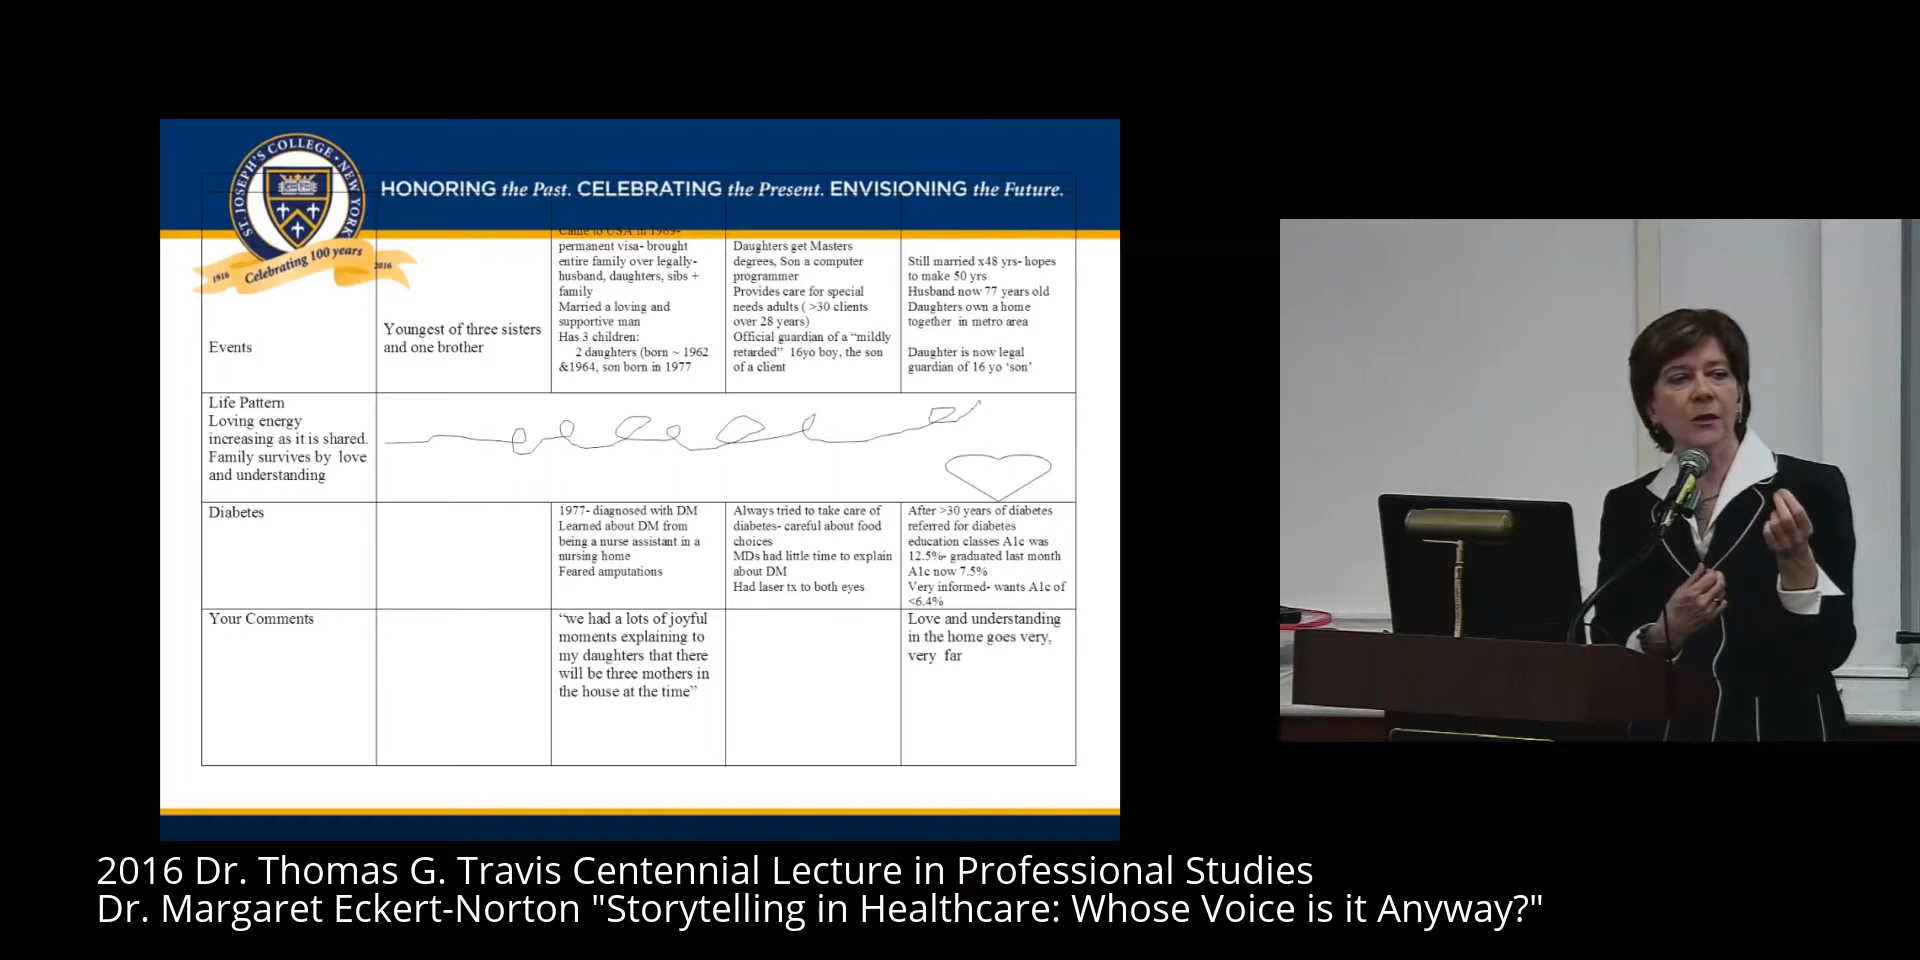 ST. JOSEPH'S COLLEGE • NEW YORK
1916 Celebrating 100 years 2016
HONORING the Past. CELEBRATING the Present. ENVISIONING the Future.
Events
Youngest of three sisters
and one brother
Came to USA in 1969-
permanent visa- brought
entire family over legally-
husband, daughters, sibs +
family
Married a loving and
supportive man
Has 3 children:
2 daughters (born ~ 1962
&1964, son born in 1977
Daughters get Masters
degrees, Son a computer
programmer
Provides care for special
needs adults ( >30 clients
over 28 years)
Official guardian of a “mildly
retarded” 16yo boy, the son
of a client
Still married x48 yrs- hopes
to make 50 yrs
Husband now 77 years old
Daughters own a home
together in metro area
Daughter is now legal
guardian of 16 yo ‘son’
Life Pattern
Loving energy
increasing as it is shared.
Family survives by love
and understanding
Diabetes
1977- diagnosed with DM
Learned about DM from
being a nurse assistant in a
nursing home
Feared amputations
Always tried to take care of
diabetes- careful about food
choices
MDs had little time to explain
about DM
Had laser tx to both eyes
After >30 years of diabetes
referred for diabetes
education classes A1c was
12.5%- graduated last month
A1c now 7.5%
Very informed- wants A1c of
<6.4%
Your Comments
“we had a lots of joyful
moments explaining to
my daughters that there
will be three mothers in
the house at the time”
Love and understanding
in the home goes very,
very far
2016 Dr. Thomas G. Travis Centennial Lecture in Professional Studies
Dr. Margaret Eckert-Norton "Storytelling in Healthcare: Whose Voice is it Anyway?"